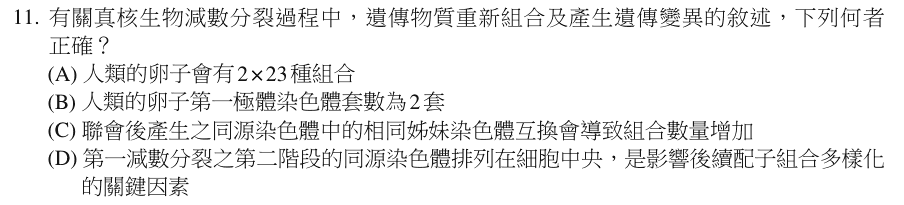 11. 有關真核生物減數分裂過程中，遺傳物質重新組合及產生遺傳變異的敘述，下列何者
正確？
(A) 人類的卵子會有2×23種組合
(B) 人類的卵子第一極體染色體套數為2套
(C) 聯會後產生之同源染色體中的相同姊妹染色體互換會導致組合數量增加
(D) 第一減數分裂之第二階段的同源染色體排列在細胞中央，是影響後續配子組合多樣化
的關鍵因素